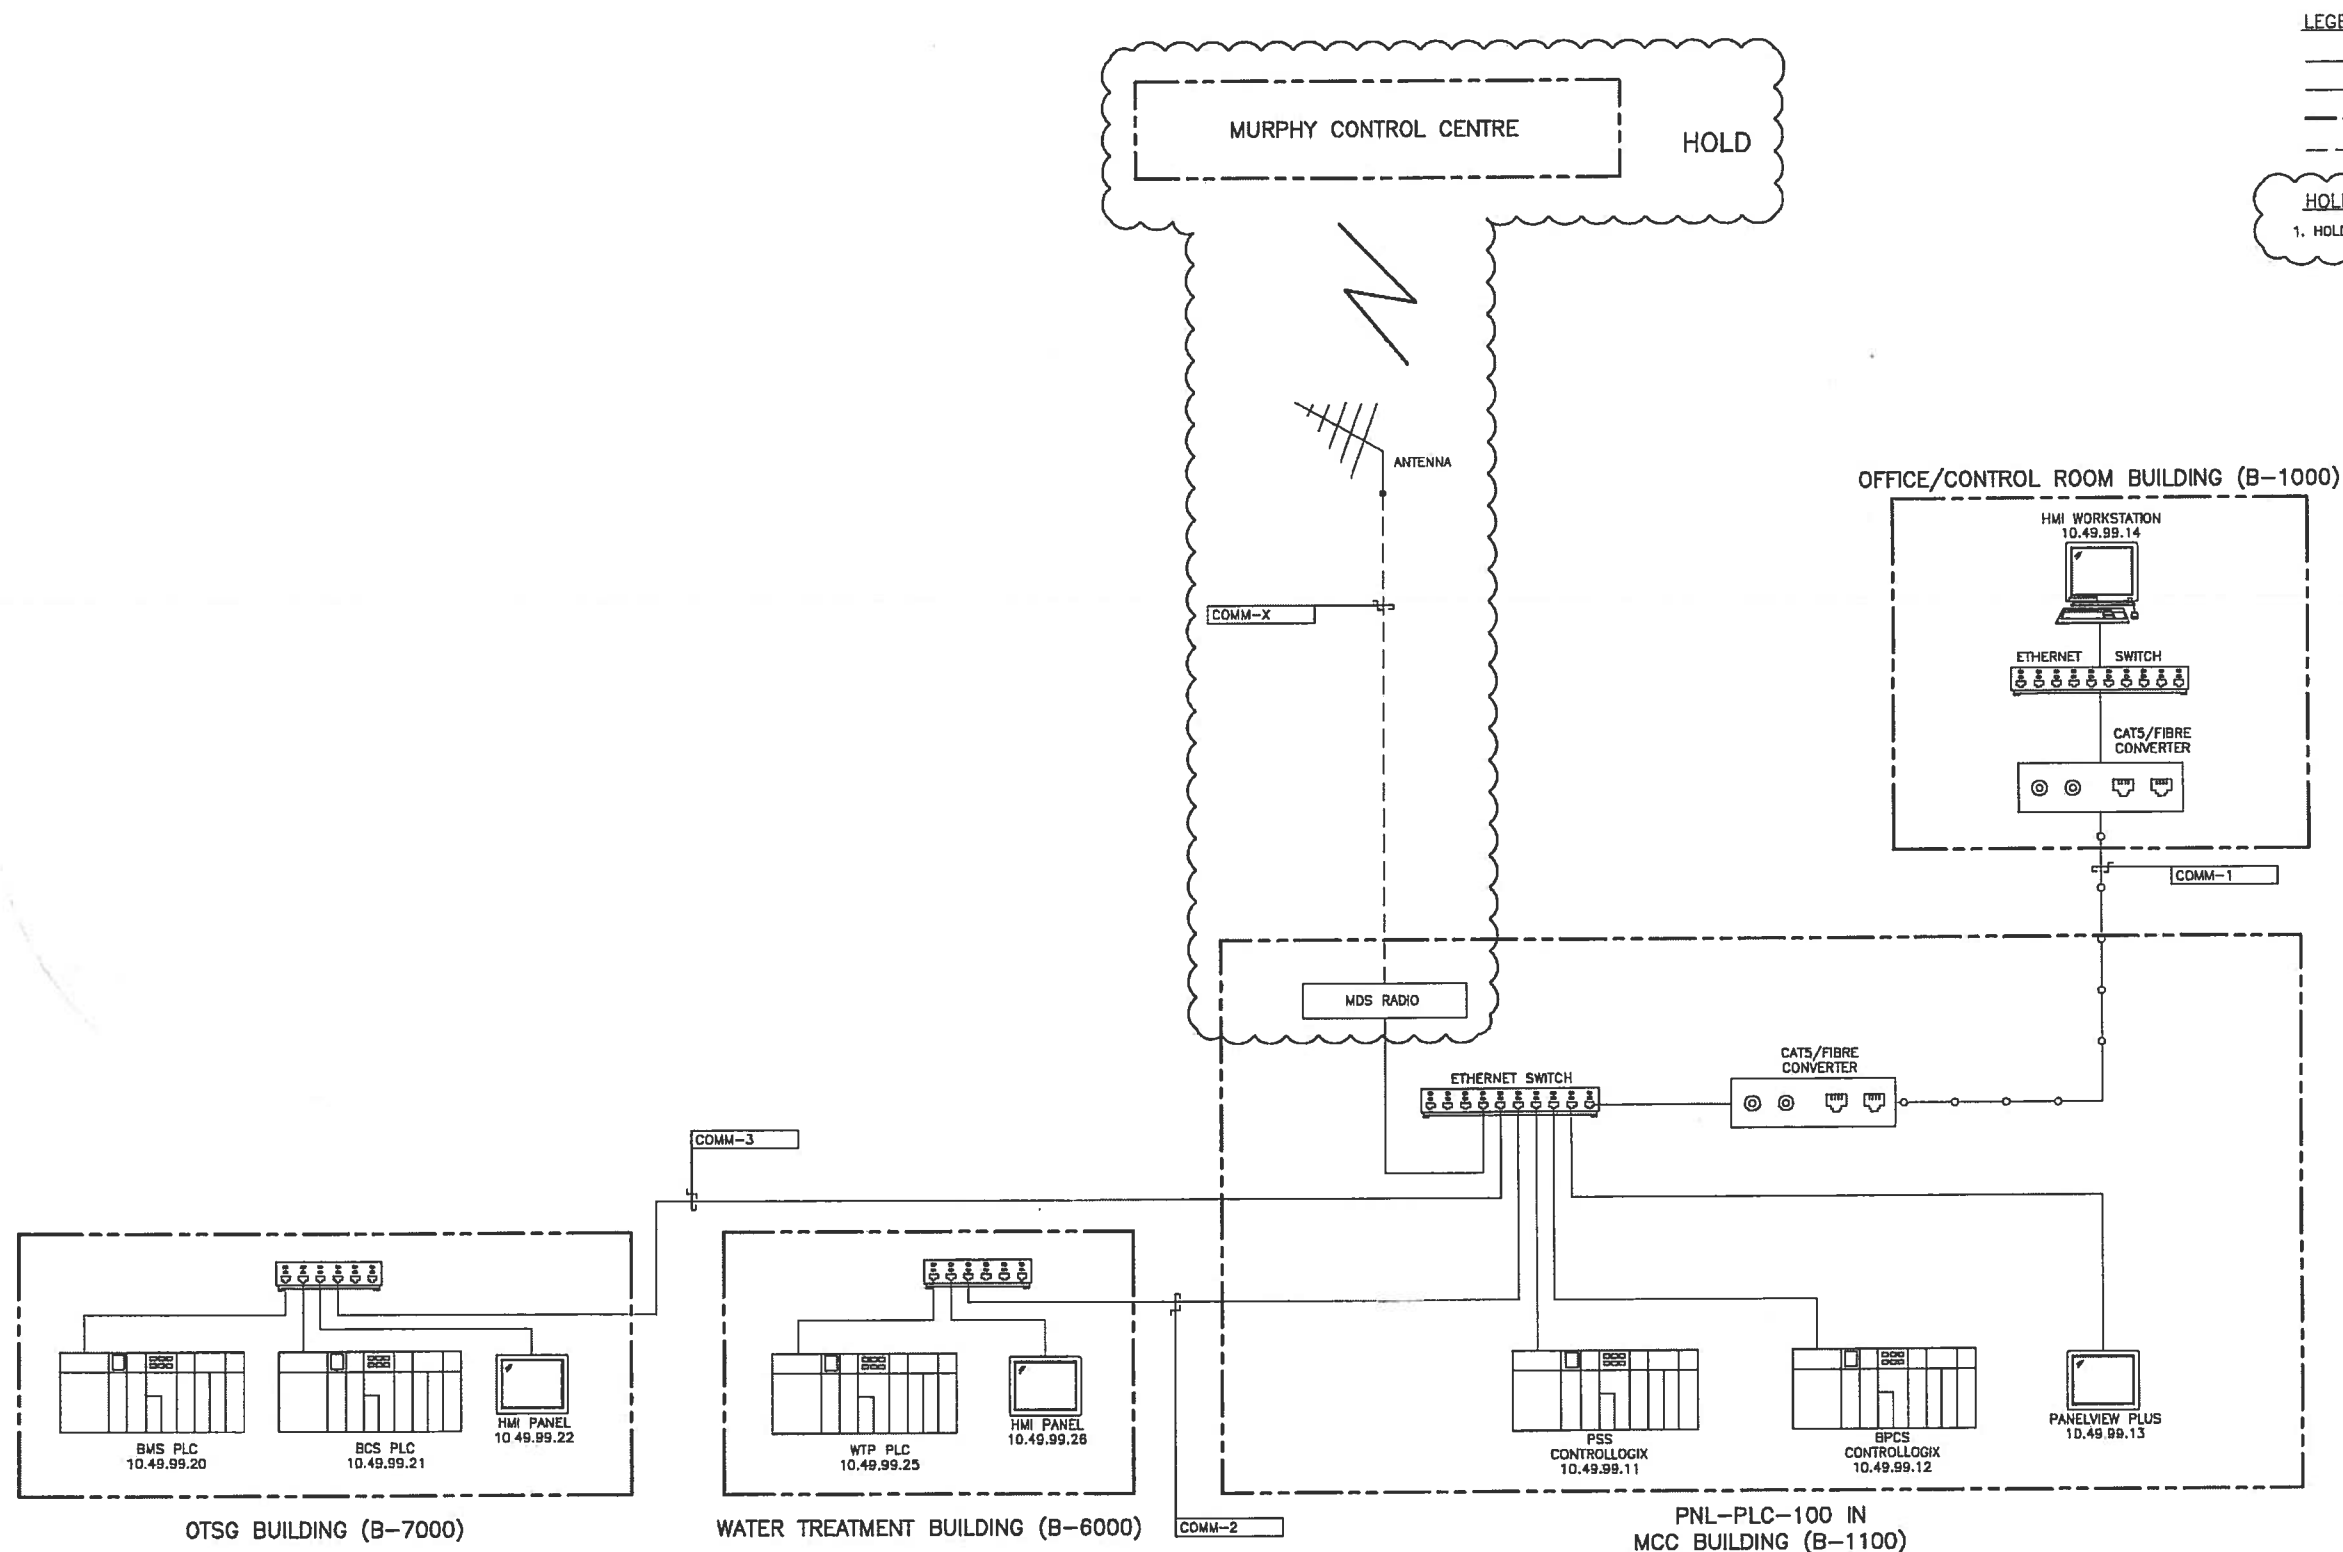 LEGE
MURPHY CONTROL CENTRE
HOLD
HOL
1. HOL
ANTENNA
COMM-X
OFFICE/CONTROL ROOM BUILDING (B-1000)
HMI WORKSTATION
10.49.99.14
ETHERNET SWITCH
CAT5/FIBRE
CONVERTER
COMM-1
MDS RADIO
ETHERNET SWITCH
CAT5/FIBRE
CONVERTER
COMM-3
BMS PLC
10.49.99.20
BCS PLC
10.49.99.21
HMI PANEL
10.49.99.22
OTSG BUILDING (B-7000)
WTP PLC
10.49.99.25
HMI PANEL
10.49.99.26
WATER TREATMENT BUILDING (B-6000)
COMM-2
PSS
CONTROLLOGIX
10.49.99.11
BPCS
CONTROLLOGIX
10.49.99.12
PANELVIEW PLUS
10.49.99.13
PNL-PLC-100 IN
MCC BUILDING (B-1100)